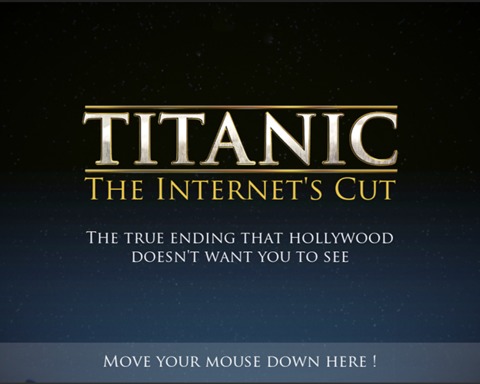 TITANIC
THE INTERNET'S CUT
THE TRUE ENDING THAT HOLLYWOOD
DOESN'T WANT YOU TO SEE
MOVE YOUR MOUSE DOWN HERE !